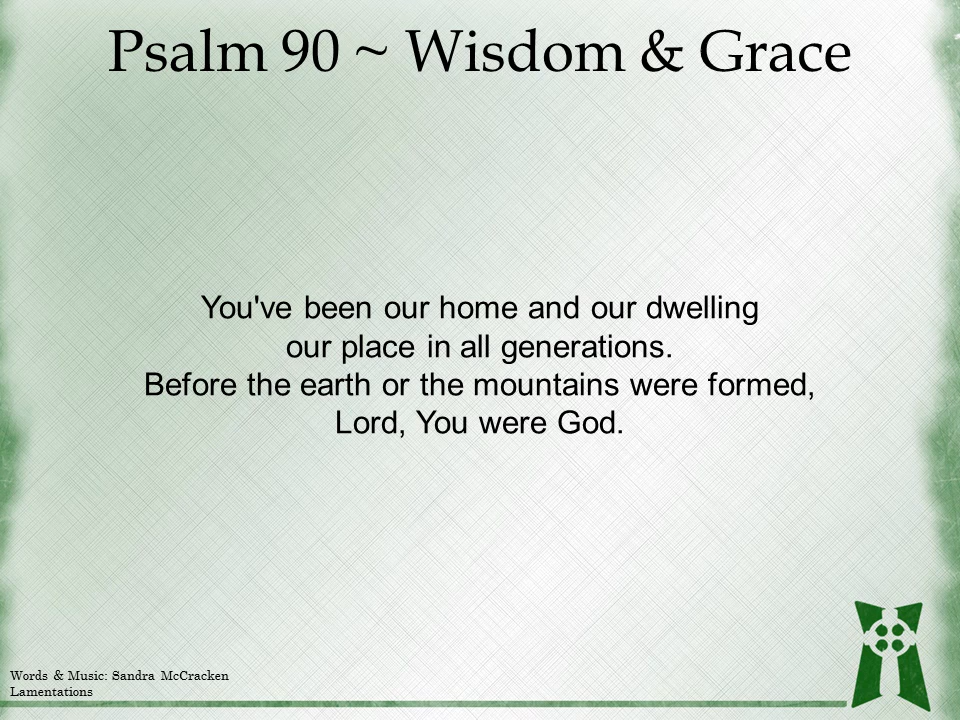 Psalm 90 ~ Wisdom & Grace
You've been our home and our dwelling
our place in all generations.
Before the earth or the mountains were formed,
Lord, You were God.
Words & Music: Sandra McCracken
Lamentations